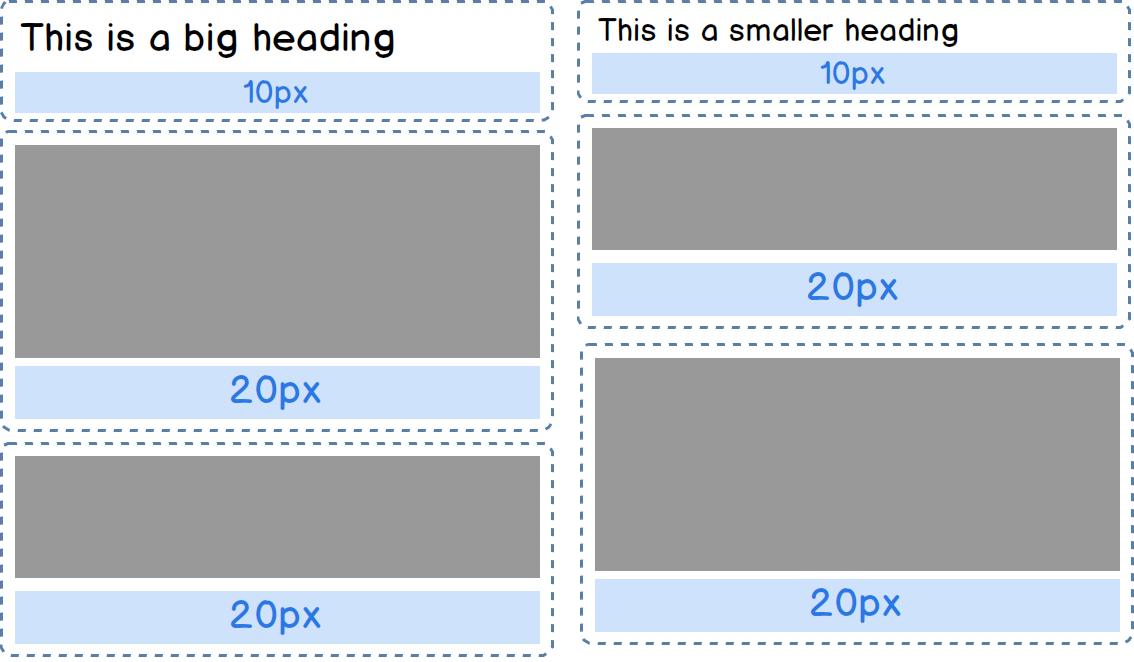 This is a big heading
10px
20px
20px
This is a smaller heading
10px
20px
20px